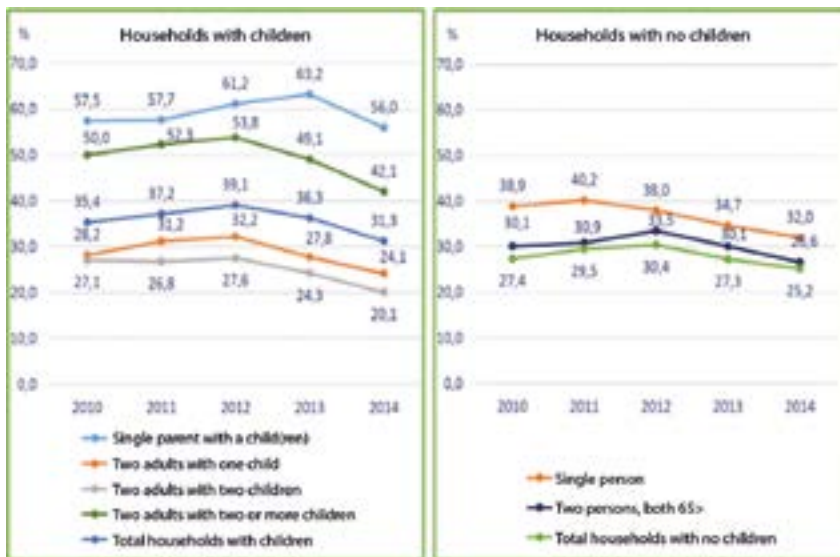 Households with children
%
70,0
60,0
50,0
40,0
30,0
20,0
10,0
0,0
57,5 57,7 61,2 63,2 56,0
50,0 52,3 53,8 49,1 42,1
35,4 37,2 39,1 36,3 31,3
28,2 31,2 32,2 27,8 24,1
27,1 26,8 27,6 24,3 20,1
2010 2011 2012 2013 2014
Single parent with a child(ren)
Two adults with one child
Two adults with two children
Two adults with two or more children
Total households with children
Households with no children
%
70,0
60,0
50,0
40,0
30,0
20,0
10,0
0,0
38,9 40,2 38,0 34,7 32,0
30,1 30,9 33,5 30,1 26,6
27,4 29,5 30,4 27,3 25,2
2010 2011 2012 2013 2014
Single person
Two persons, both 65>
Total households with no children